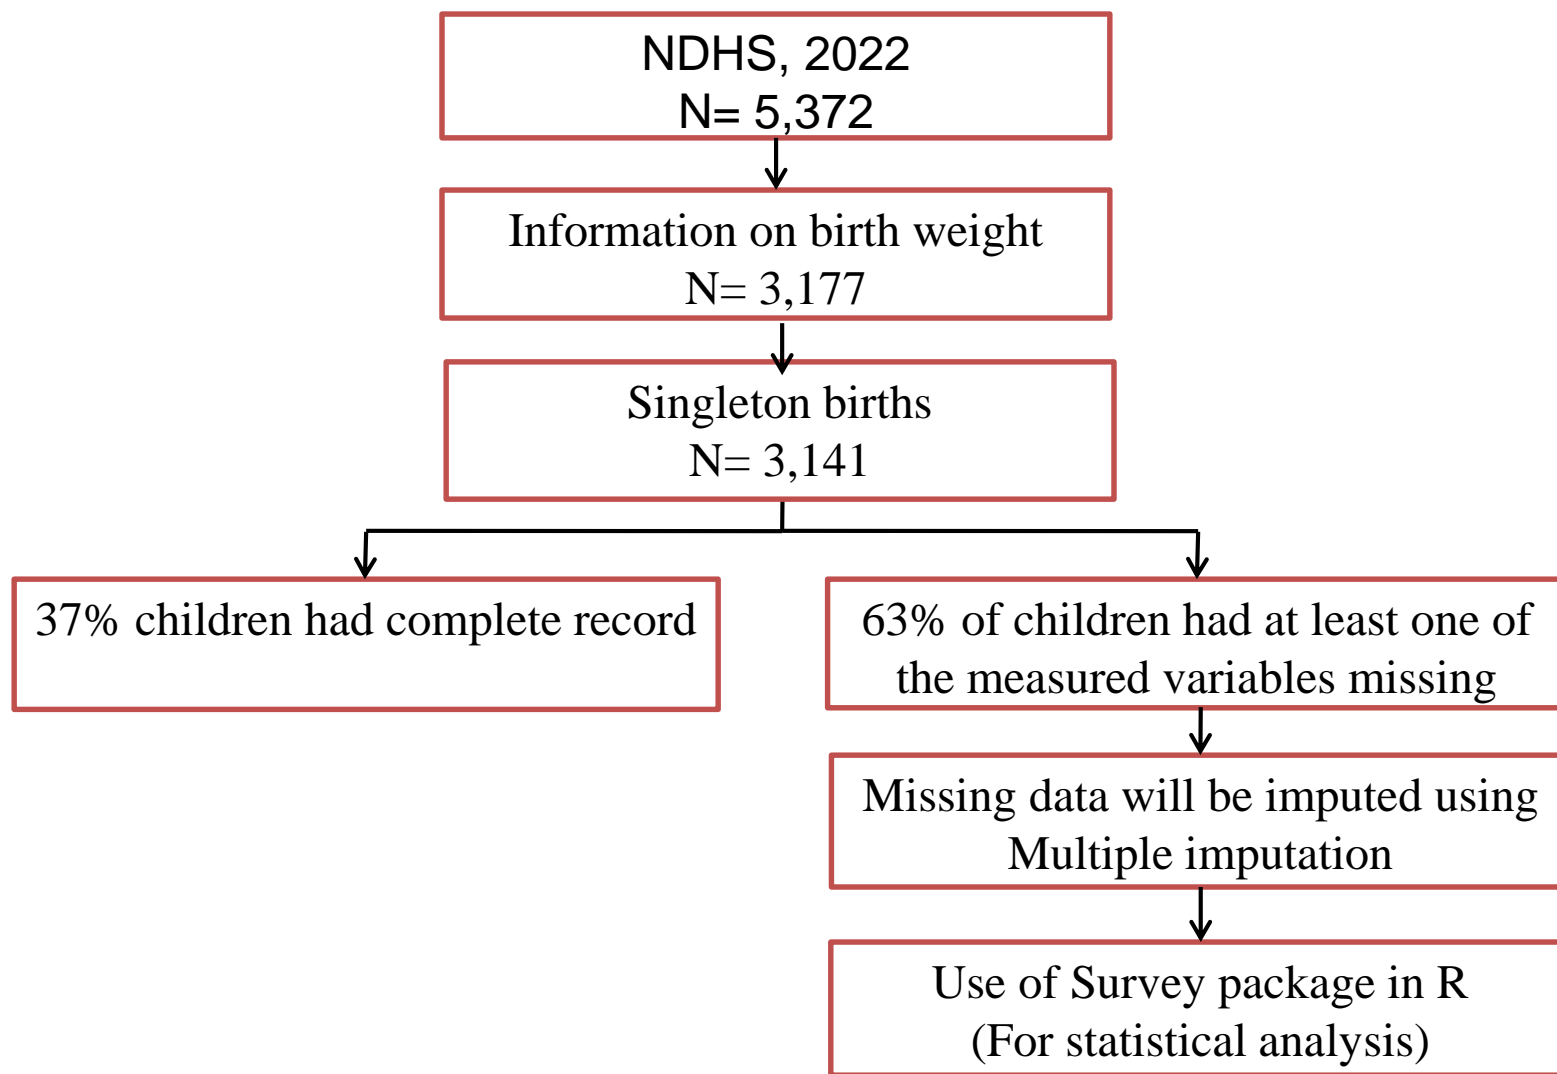 NDHS, 2022
N= 5,372
Information on birth weight
N= 3,177
Singleton births
N= 3,141
37% children had complete record
63% of children had at least one of
the measured variables missing
Missing data will be imputed using
Multiple imputation
Use of Survey package in R
(For statistical analysis)